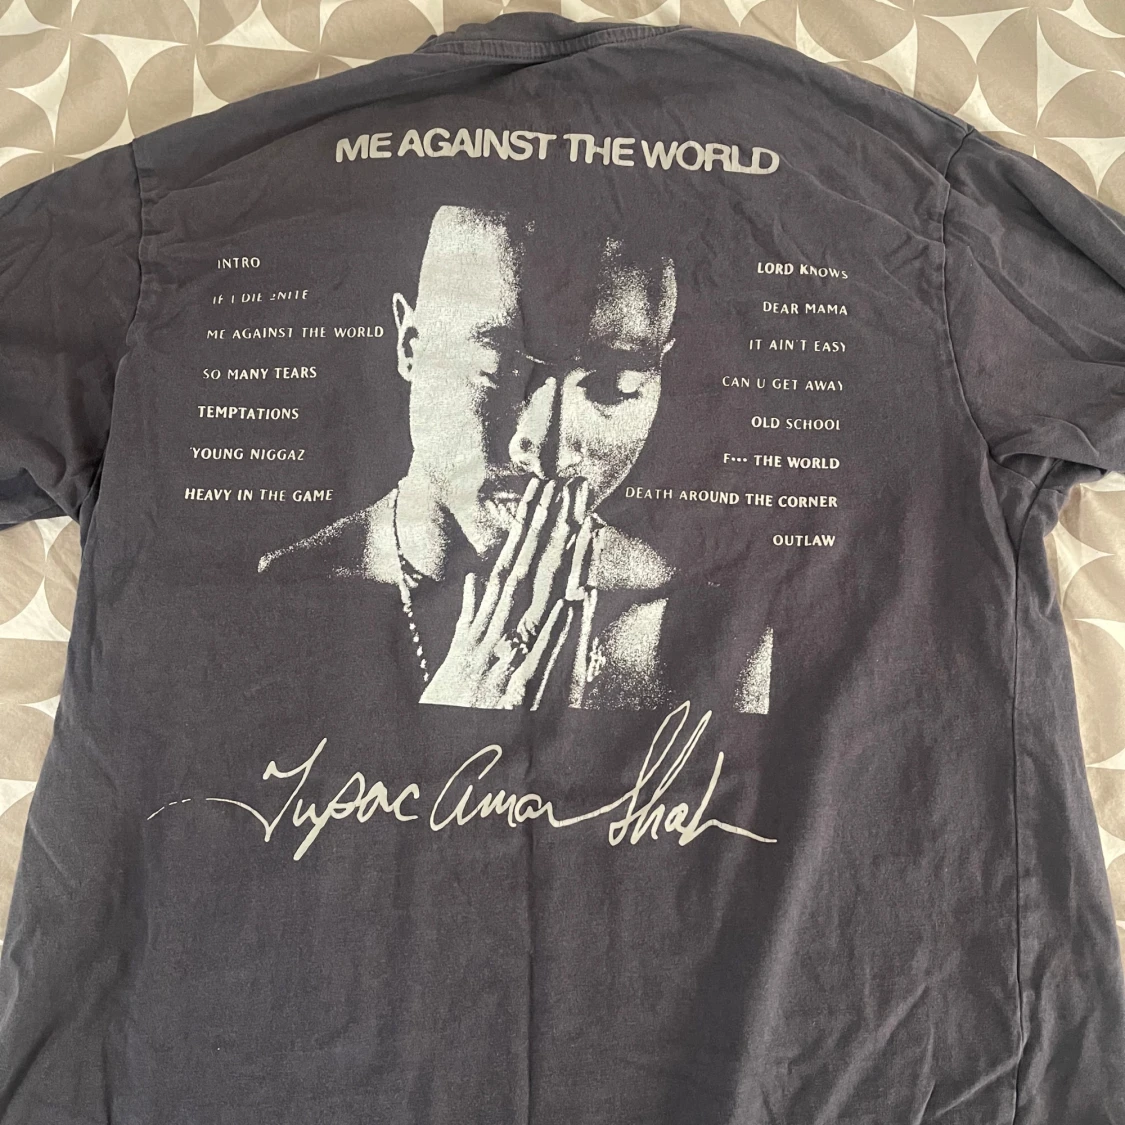 ME AGAINST THE WORLD
INTRO
IF I DIE 2NITE
ME AGAINST THE WORLD
SO MANY TEARS
TEMPTATIONS
YOUNG NIGGAZ
HEAVY IN THE GAME
LORD KNOWS
DEAR MAMA
IT AIN'T EASY
CAN U GET AWAY
OLD SCHOOL
F••• THE WORLD
DEATH AROUND THE CORNER
OUTLAW
Tupac Amar Shak